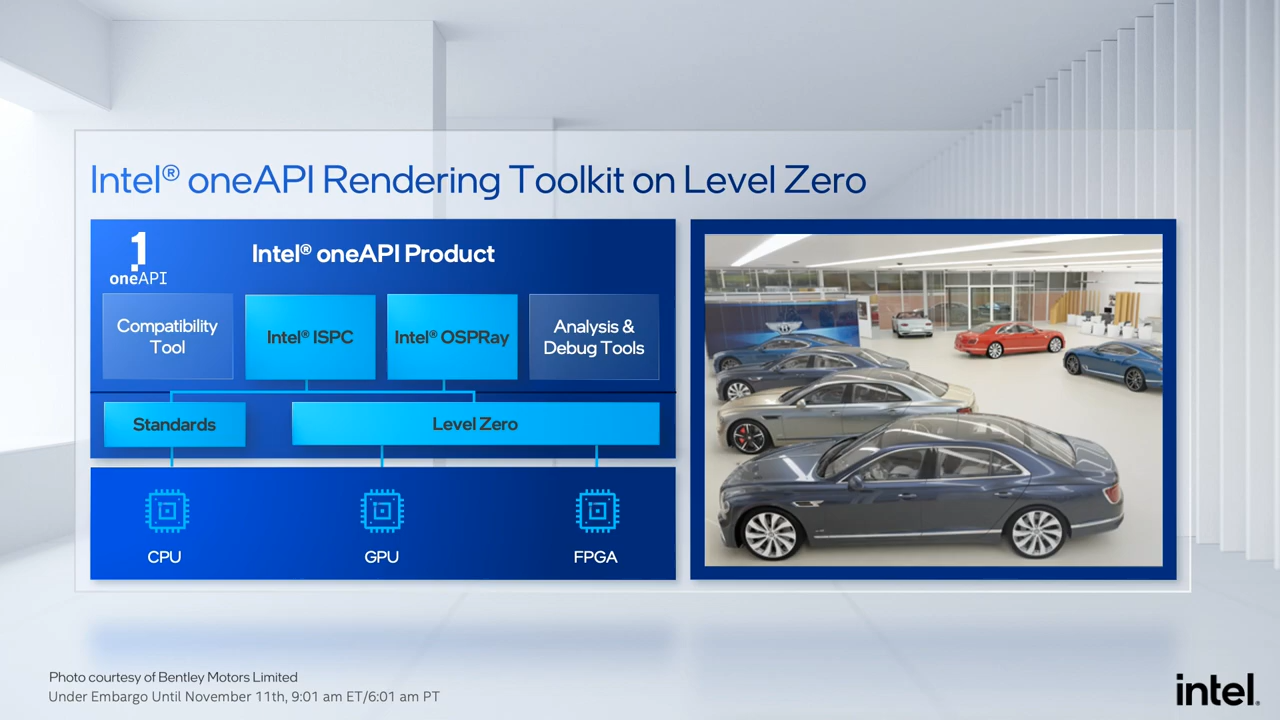 Intel® oneAPI Rendering Toolkit on Level Zero
1
oneAPI
Intel® oneAPI Product
Compatibility
Tool
Intel® ISPC
Intel® OSPRay
Analysis &
Debug Tools
Standards
Level Zero
CPU
GPU
FPGA
Photo courtesy of Bentley Motors Limited
Under Embargo Until November 11th, 9:01 am ET/6:01 am PT
intel.